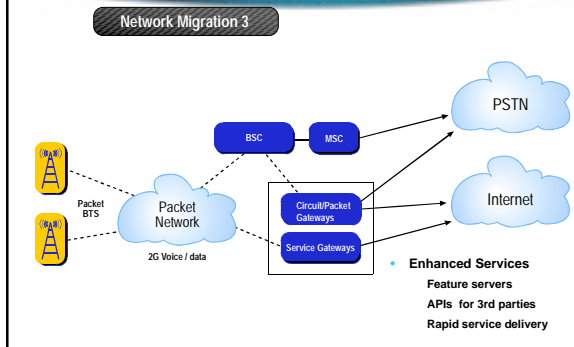 Network Migration 3
PSTN
BSC
MSC
Packet
BTS
Packet
Network
Circuit/Packet
Gateways
Internet
Service Gateways
2G Voice / data
• Enhanced Services
Feature servers
APIs for 3rd parties
Rapid service delivery